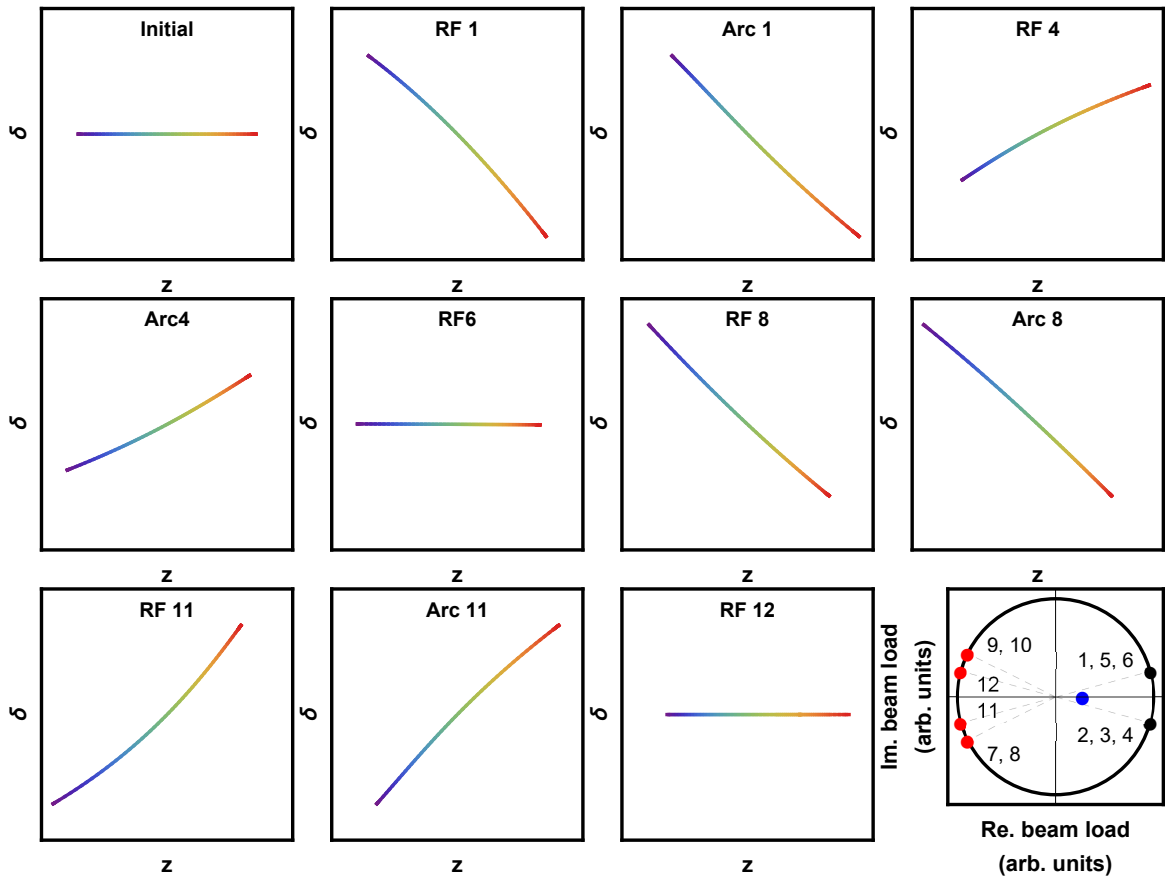 Initial
δ
z
RF 1
δ
z
Arc 1
δ
z
RF 4
δ
z
Arc4
δ
z
RF6
δ
z
RF 8
δ
z
Arc 8
δ
z
RF 11
δ
z
Arc 11
δ
z
RF 12
δ
z
Im. beam load
(arb. units)
9, 10
1, 5, 6
12
11
2, 3, 4
7, 8
Re. beam load
(arb. units)